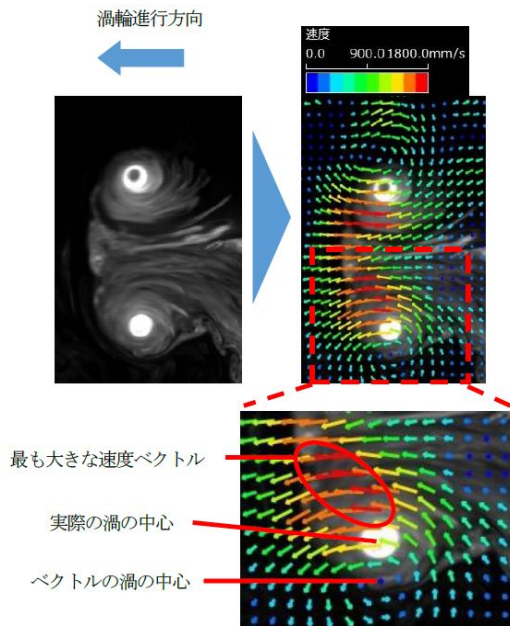 渦輪進行方向
速度
0.0 900.0 1800.0mm/s
最も大きな速度ベクトル
実際の渦の中心
ベクトルの渦の中心